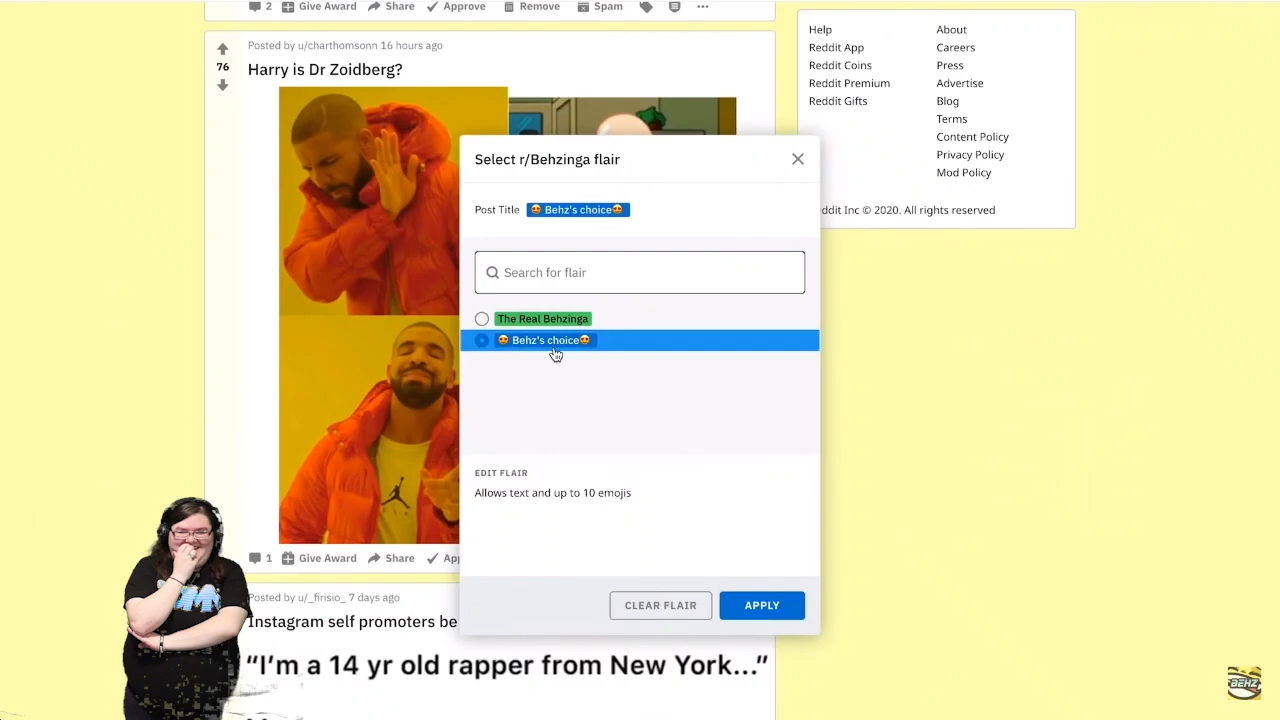 2 Give Award Share Approve Remove Spam
Posted by u/charthomsonn 16 hours ago
76
Harry is Dr Zoidberg?
Help
About
Reddit App
Careers
Reddit Coins
Press
Reddit Premium
Advertise
Reddit Gifts
Blog
Terms
Content Policy
Privacy Policy
Mod Policy
ddit Inc © 2020. All rights reserved
Select r/Behzinga flair
Post Title 😍 Behz's choice😍
Search for flair
The Real Behzinga
😍 Behz's choice😍
EDIT FLAIR
Allows text and up to 10 emojis
CLEAR FLAIR
APPLY
1 Give Award Share App
Posted by u/_firisio_ 7 days ago
Instagram self promoters be
“I’m a 14 yr old rapper from New York...”
BEHZ